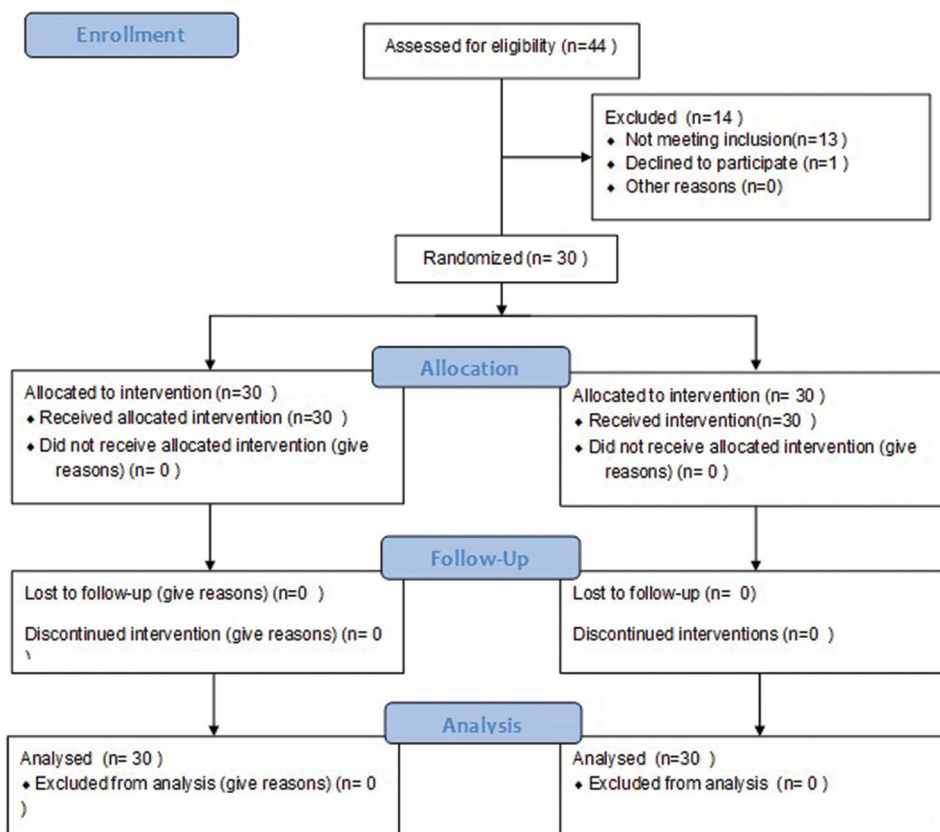 Enrollment
Assessed for eligibility (n=44 )
Excluded (n=14 )
♦ Not meeting inclusion(n=13 )
♦ Declined to participate (n=1 )
♦ Other reasons (n=0)
Randomized (n= 30 )
Allocation
Allocated to intervention (n=30 )
♦ Received allocated intervention (n=30 )
♦ Did not receive allocated intervention (give
reasons) (n= 0 )
Allocated to intervention (n= 30 )
♦ Received intervention(n=30 )
♦ Did not receive allocated intervention (give
reasons) (n= 0 )
Follow-Up
Lost to follow-up (give reasons) (n=0 )
Discontinued intervention (give reasons) (n= 0
)
Lost to follow-up (n= 0)
Discontinued interventions (n=0 )
Analysis
Analysed (n= 30 )
♦ Excluded from analysis (give reasons) (n= 0
)
Analysed (n=30 )
♦ Excluded from analysis (n= 0 )